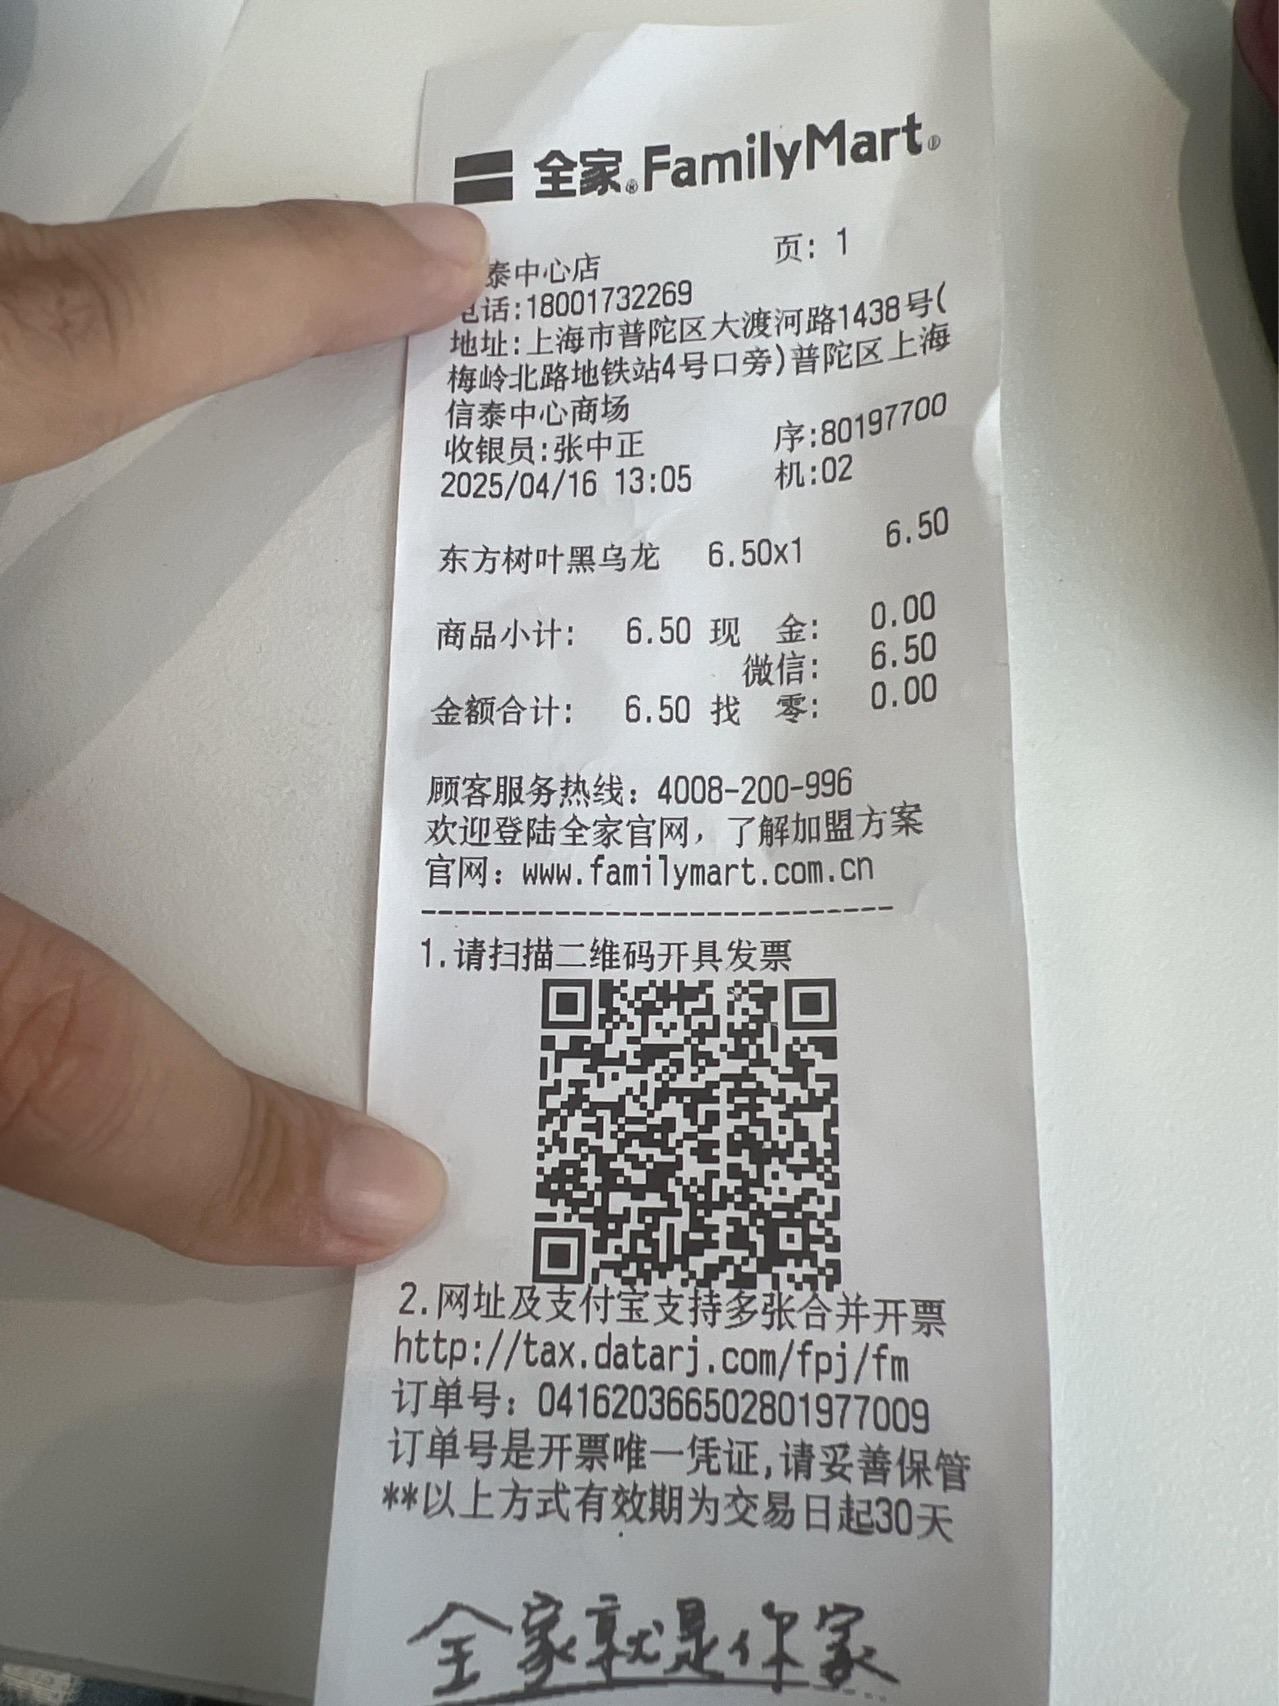 全家 FamilyMart
泰中心店 页: 1
电话:18001732269
地址:上海市普陀区大渡河路1438号(
梅岭北路地铁站4号口旁)普陀区上海
信泰中心商场
收银员:张中正 序:80197700
2025/04/16 13:05 机:02
东方树叶黑乌龙 6.50x1 6.50
商品小计: 6.50 现 金: 0.00
微信: 6.50
金额合计: 6.50 找 零: 0.00
顾客服务热线: 4008-200-996
欢迎登陆全家官网，了解加盟方案
官网: www.familymart.com.cn
1.请扫描二维码开具发票
2.网址及支付宝支持多张合并开票
http://tax.datarj.com/fpj/fm
订单号: 041620366502801977009
订单号是开票唯一凭证,请妥善保管
**以上方式有效期为交易日起30天
全家就是你家